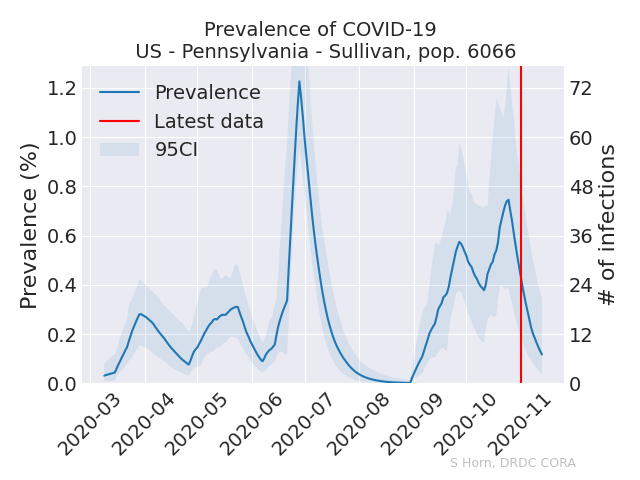 Prevalence of COVID-19
US - Pennsylvania - Sullivan, pop. 6066
Prevalence
Latest data
95CI
Prevalence (%)
1.2
1.0
0.8
0.6
0.4
0.2
0.0
# of infections
72
60
48
36
24
12
0
2020-03
2020-04
2020-05
2020-06
2020-07
2020-08
2020-09
2020-10
2020-11
S Horn, DRDC CORA